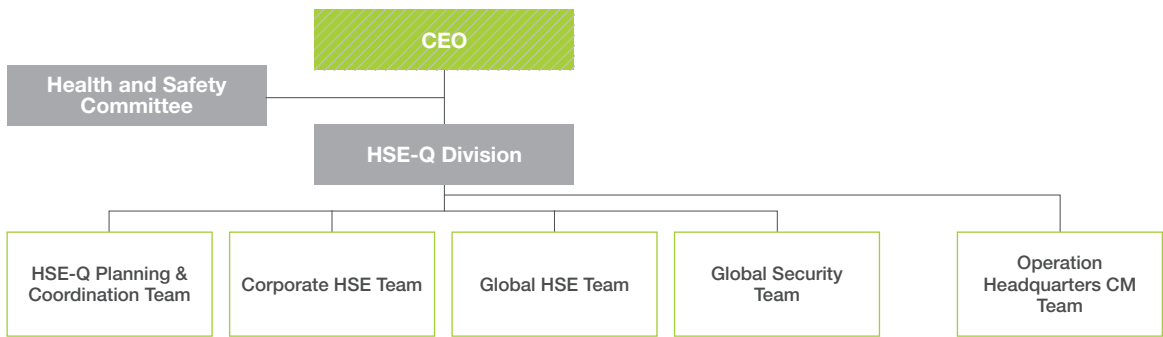 CEO
Health and Safety
Committee
HSE-Q Division
HSE-Q Planning &
Coordination Team
Corporate HSE Team
Global HSE Team
Global Security
Team
Operation
Headquarters CM
Team